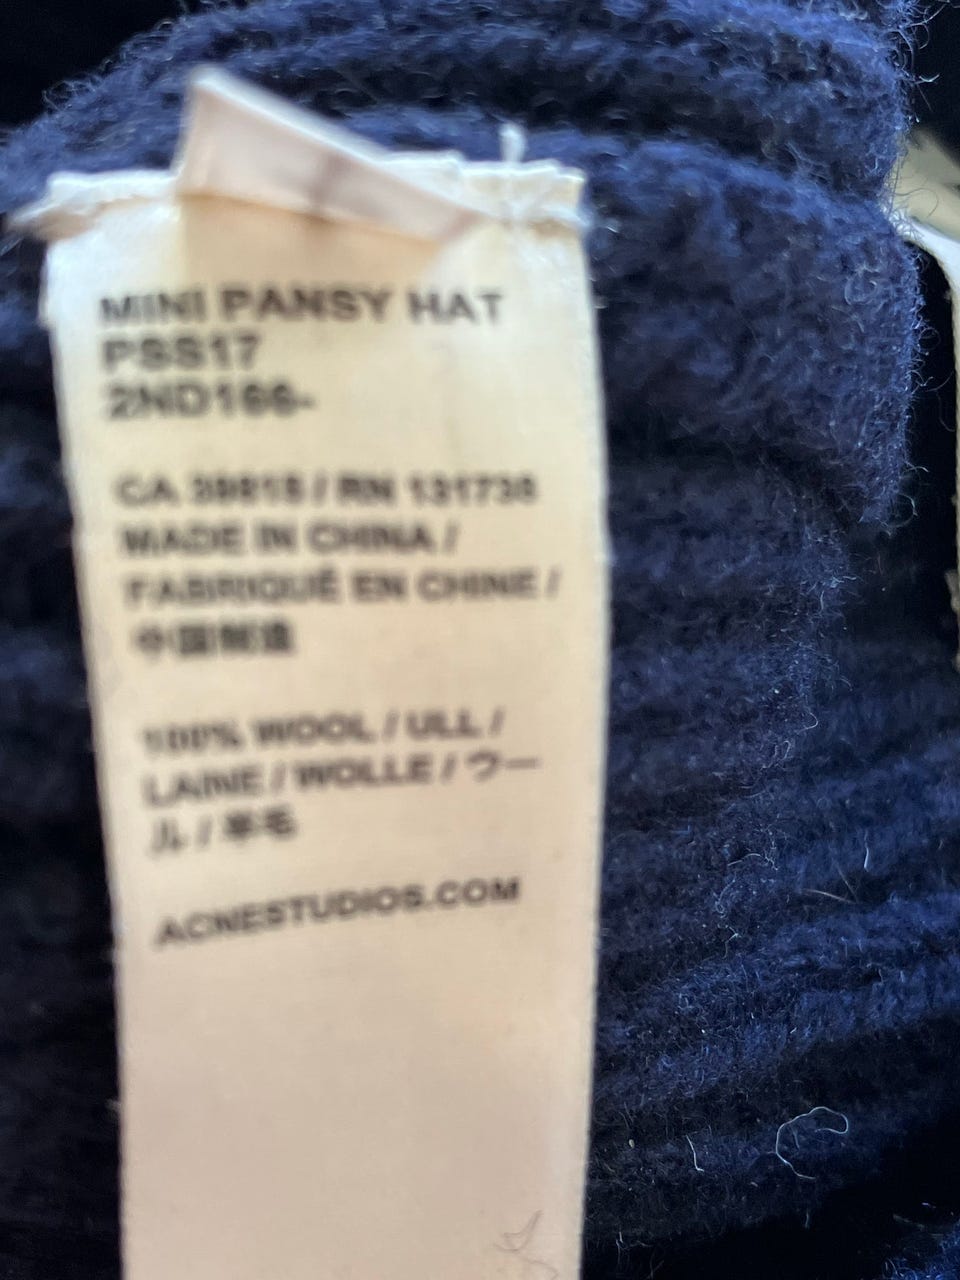 MINI PANSY HAT
PSS17
2ND166-
CA 39815 / RN 131736
MADE IN CHINA /
FABRIQUÉ EN CHINE /
中国制造
100% WOOL / ULL /
LAINE / WOLLE / ウー
ル / 羊毛
ACNESTUDIOS.COM